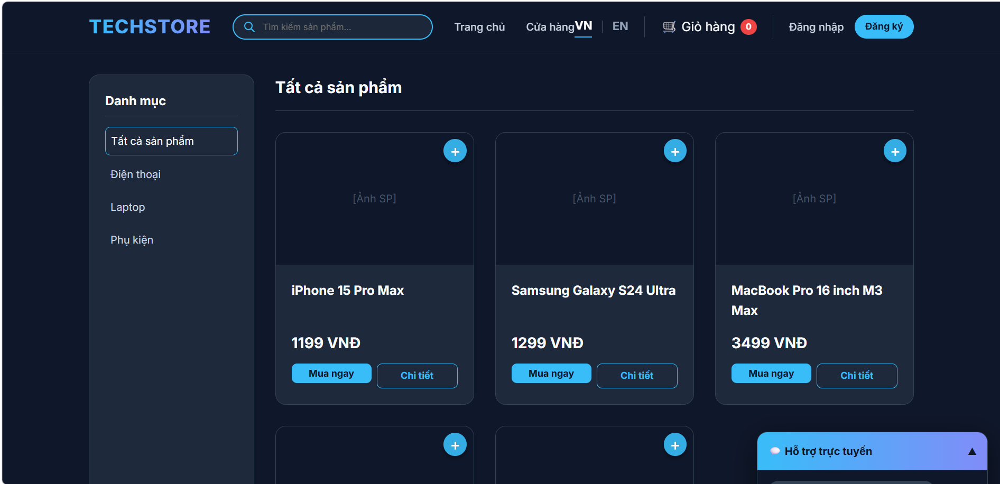 TECHSTORE
Tìm kiếm sản phẩm...
Trang chủ
Cửa hàng
VN
EN
Giỏ hàng
0
Đăng nhập
Đăng ký
Danh mục
Tất cả sản phẩm
Điện thoại
Laptop
Phụ kiện
Tất cả sản phẩm
+
[Ảnh SP]
iPhone 15 Pro Max
1199 VNĐ
Mua ngay
Chi tiết
+
[Ảnh SP]
Samsung Galaxy S24 Ultra
1299 VNĐ
Mua ngay
Chi tiết
+
[Ảnh SP]
MacBook Pro 16 inch M3
Max
3499 VNĐ
Mua ngay
Chi tiết
+
+
Hỗ trợ trực tuyến
▲